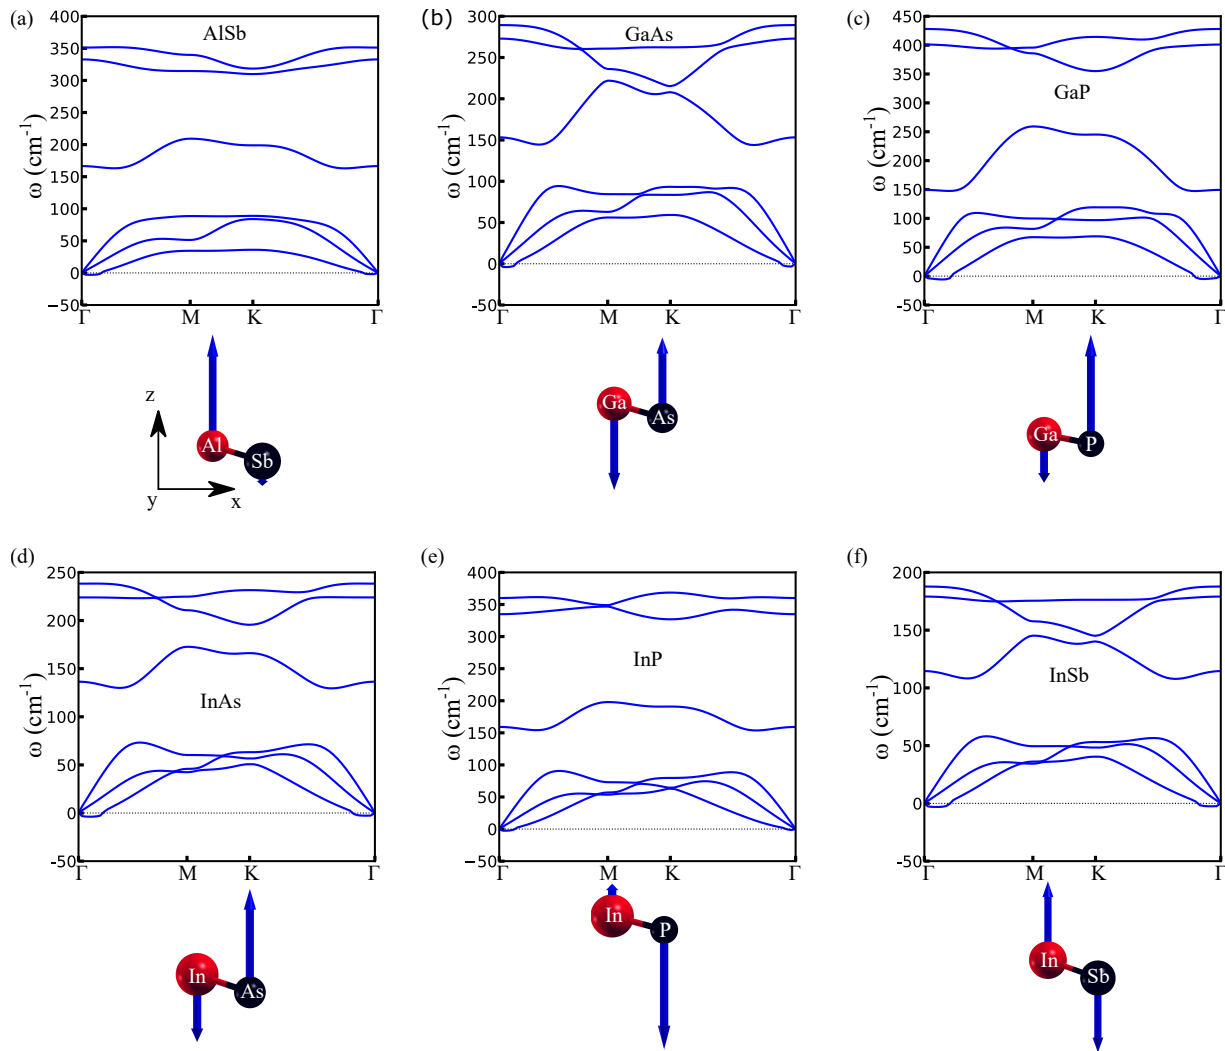 (a)
AlSb
400
350
300
250
200
150
100
50
0
−50
ω (cm-1)
Γ M K Γ
(b)
GaAs
300
250
200
150
100
50
0
-50
ω (cm-1)
Γ M K Γ
(c)
GaP
450
400
350
300
250
200
150
100
50
0
-50
ω (cm-1)
Γ M K Γ
z
Al
Sb
y x
Ga
As
Ga
P
(d)
InAs
250
200
150
100
50
0
-50
ω (cm-1)
Γ M K Γ
(e)
InP
400
350
300
250
200
150
100
50
0
−50
ω (cm-1)
Γ M K Γ
(f)
InSb
200
150
100
50
0
-50
ω (cm-1)
Γ M K Γ
In
As
In
P
In
Sb